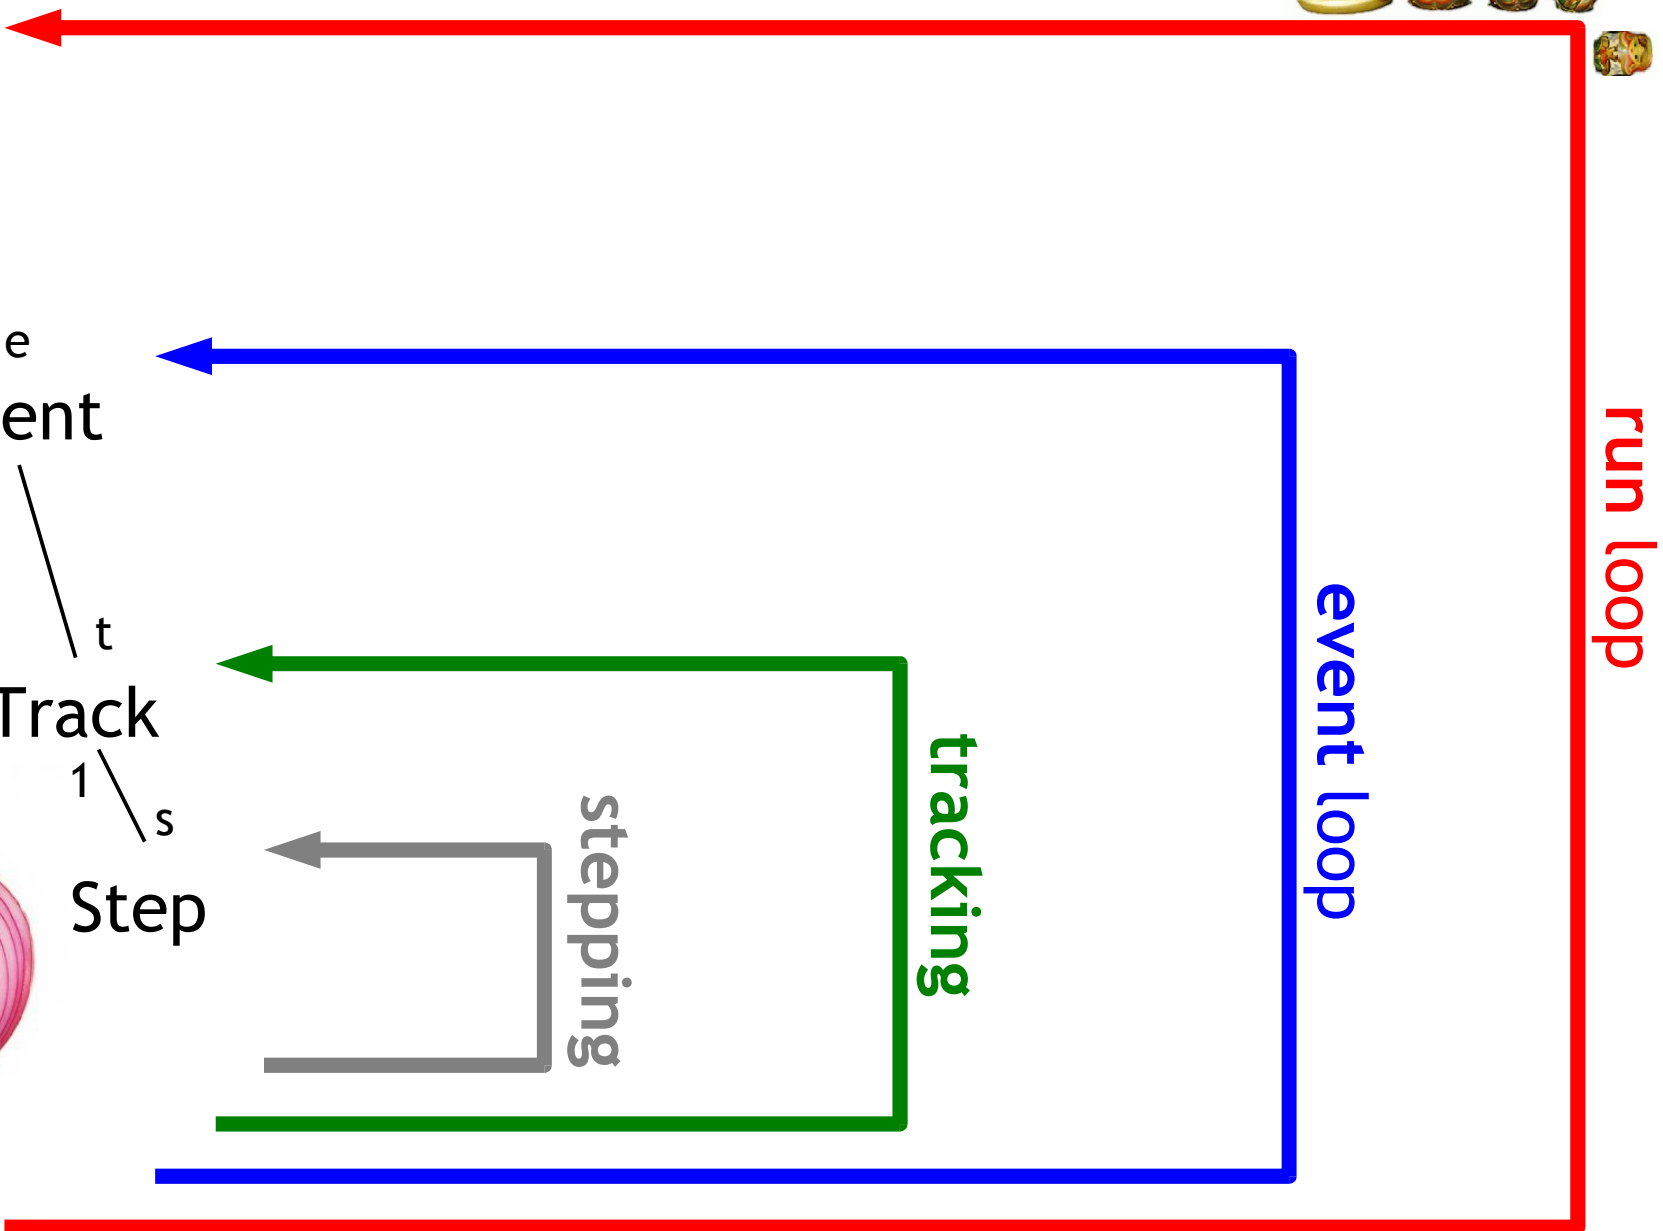 e
ent
t
Track
1
s
Step
stepping
tracking
event loop
run loop